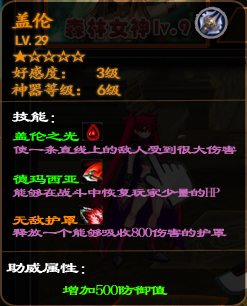 盖伦
森林女神lv.9
LV.29
★☆☆☆☆
好感度： 3级
神器等级： 6级
技能：
盖伦之光
使一条直线上的敌人受到很大伤害
德玛西亚
能够在战斗中恢复玩家少量的HP
无敌护罩
释放一个能够吸收800伤害的护罩
助威属性：
增加500防御值